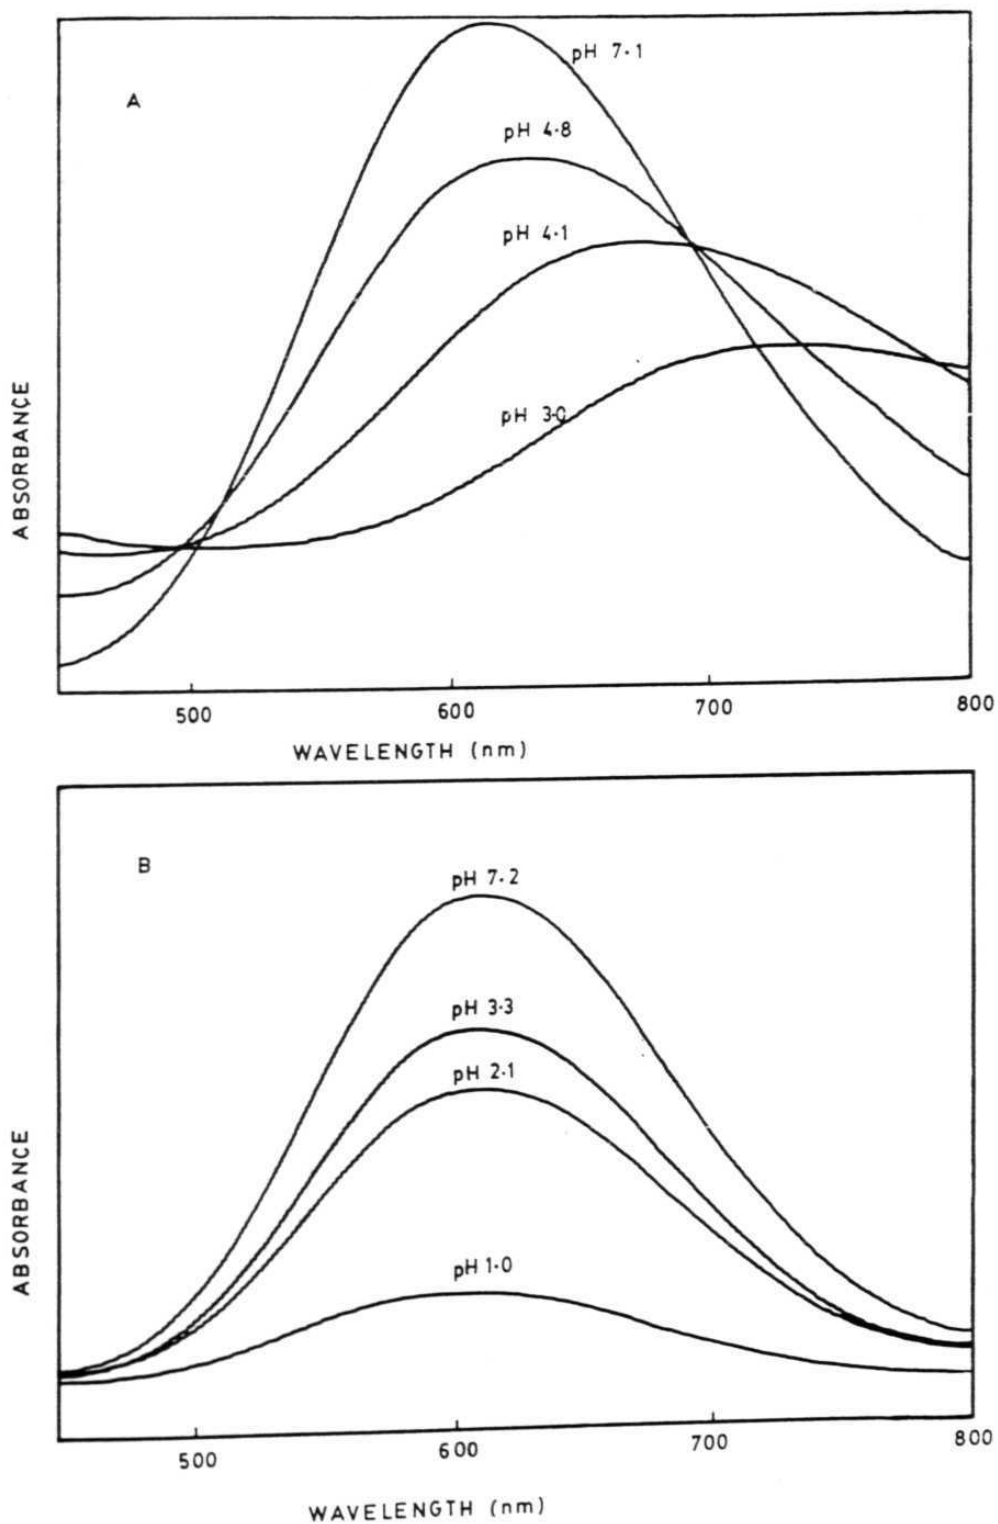 A
pH 7·1
pH 4·8
pH 4·1
pH 3·0
ABSORBANCE
500 600 700 800
WAVELENGTH (nm)
B
pH 7·2
pH 3·3
pH 2·1
pH 1·0
ABSORBANCE
500 600 700 800
WAVELENGTH (nm)